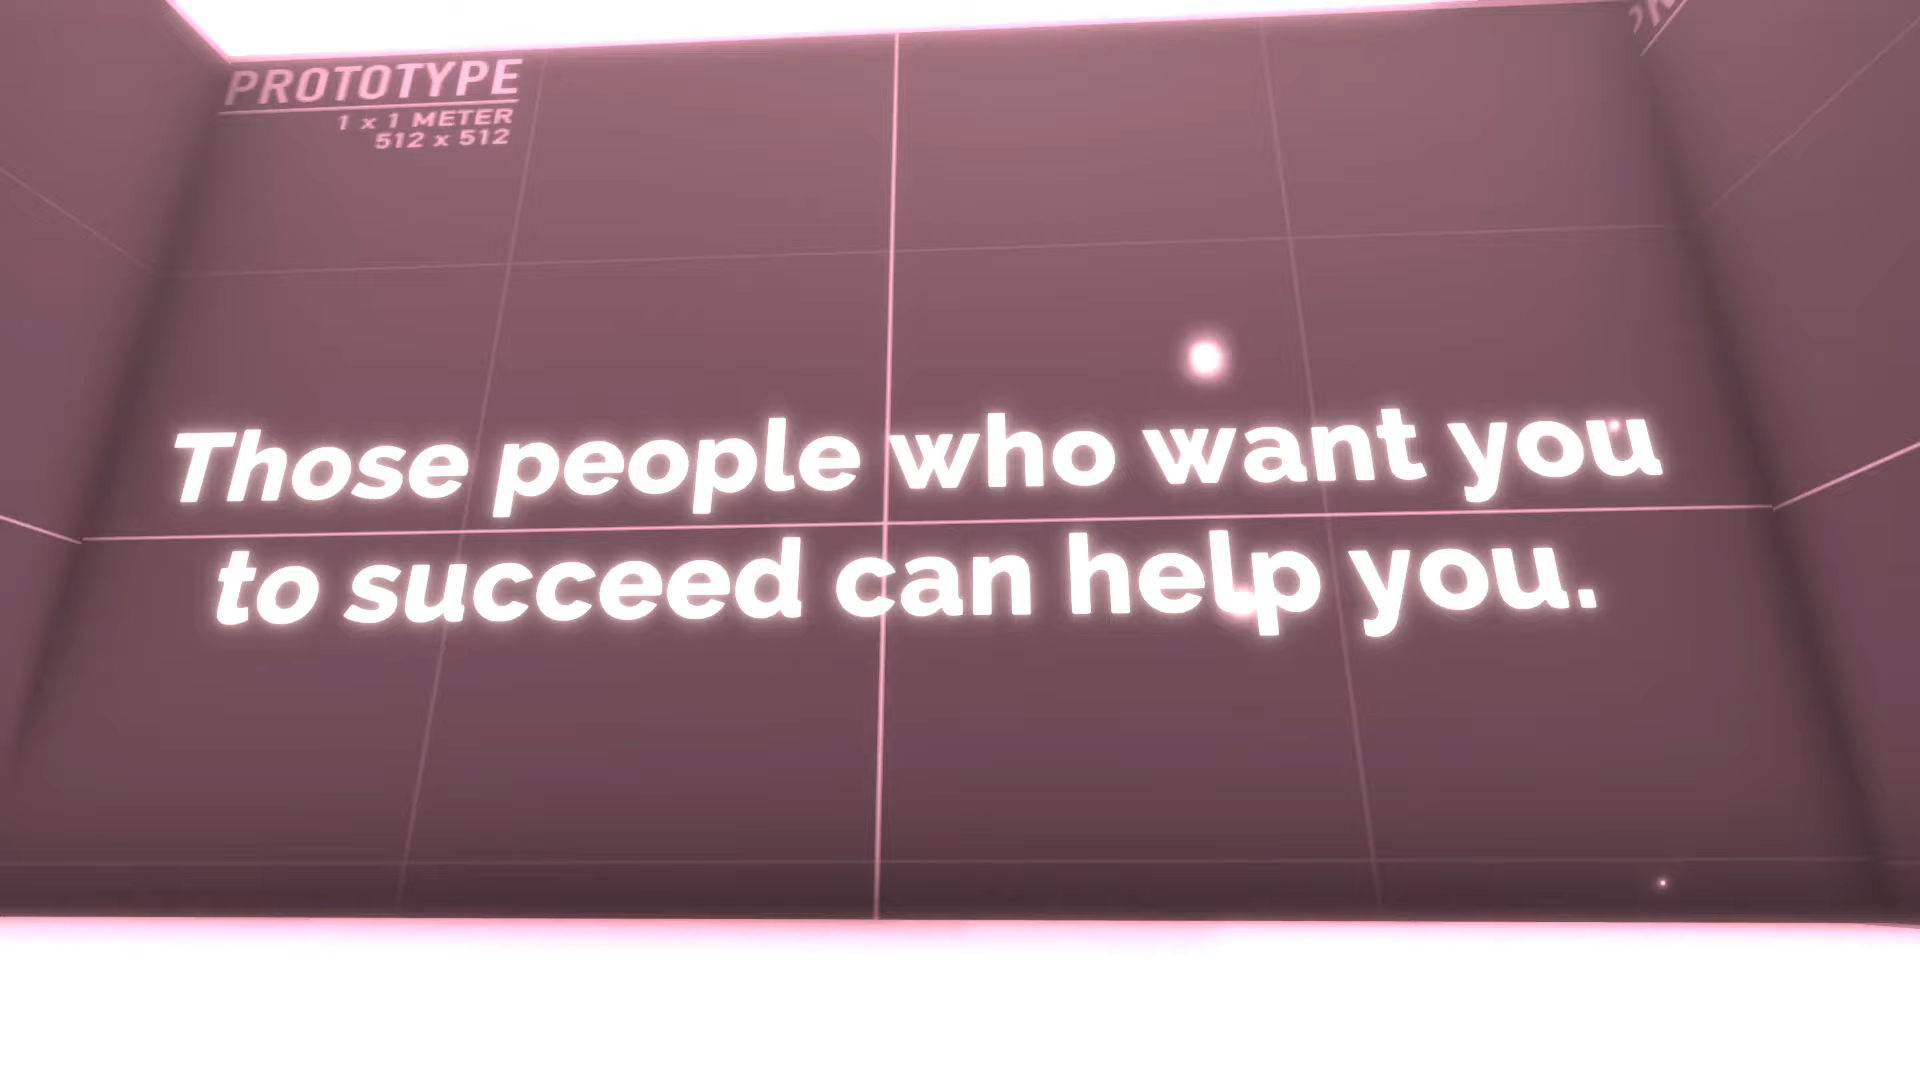 PROTOTYPE
1 x 1 METER
512 x 512
Those people who want you
to succeed can help you.